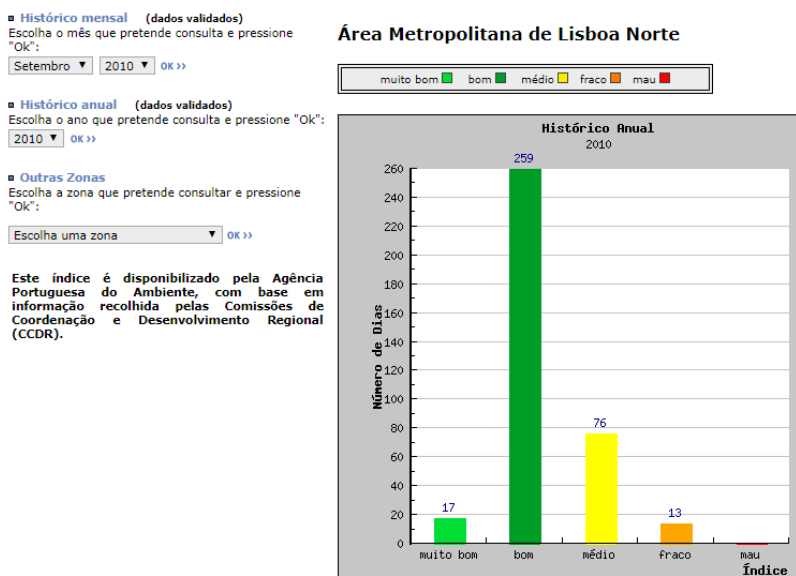 Histórico mensal (dados validados)
Escolha o mês que pretende consulta e pressione
"Ok":
Setembro 2010 OK >>
Histórico anual (dados validados)
Escolha o ano que pretende consulta e pressione "Ok":
2010 OK >>
Outras Zonas
Escolha a zona que pretende consultar e pressione
"Ok":
Escolha uma zona OK >>
Este índice é disponibilizado pela Agência
Portuguesa do Ambiente, com base em
informação recolhida pelas Comissões de
Coordenação e Desenvolvimento Regional
(CCDR).
Área Metropolitana de Lisboa Norte
muito bom bom médio fraco mau
Histórico Anual
2010
Número de Dias
260
240
220
200
180
160
140
120
100
80
60
40
20
0
17
259
76
13
muito bom bom médio fraco mau
Índice